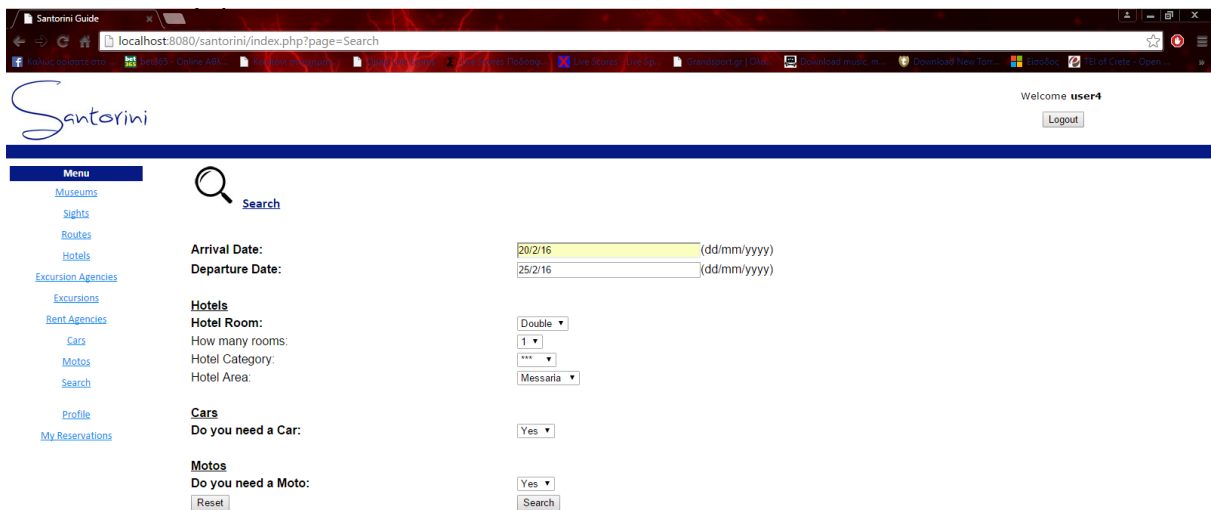 Santorini Guide
localhost:8080/santorini/index.php?page=Search
Welcome user4
Santorini
Logout
Menu
Museums
Sights
Routes
Hotels
Excursion Agencies
Excursions
Rent Agencies
Cars
Motos
Search
Profile
My Reservations
Search
Arrival Date: 20/2/16 (dd/mm/yyyy)
Departure Date: 25/2/16 (dd/mm/yyyy)
Hotels
Hotel Room: Double
How many rooms: 1
Hotel Category: ***
Hotel Area: Messaria
Cars
Do you need a Car: Yes
Motos
Do you need a Moto: Yes
Reset Search